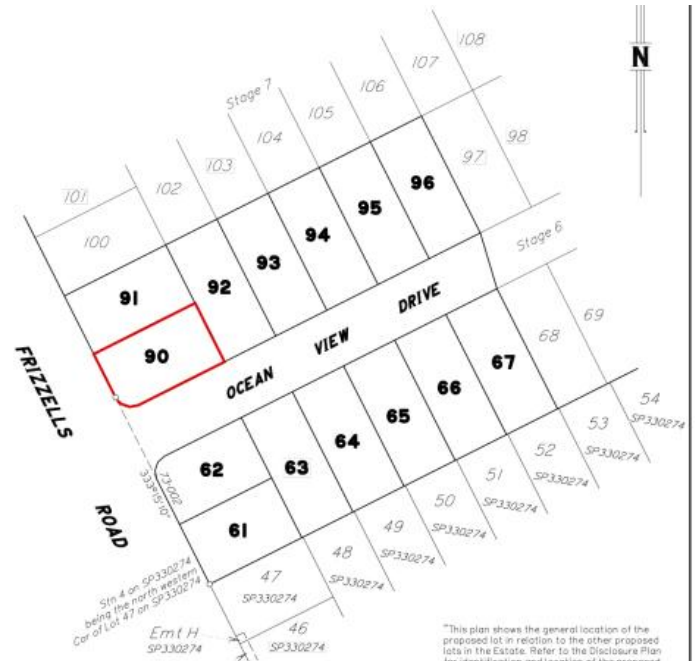 108
107
106
105
104
103
102
101
100
Stage 7
98
97
N
96
95
94
93
92
91
90
Stage 6
OCEAN VIEW DRIVE
FRIZZELLS
ROAD
69
68
67
66
65
64
63
62
61
73·002
333°15'10"
54
SP330274
53
SP330274
52
SP330274
51
SP330274
50
SP330274
49
SP330274
48
SP330274
47
SP330274
46
SP330274
Stn 4 on SP330274
being the north western
Cor of Lot 47 on SP330274
Emt H
SP330274
"This plan shows the general location of the
proposed lot in relation to the other proposed
lots in the Estate. Refer to the Disclosure Plan